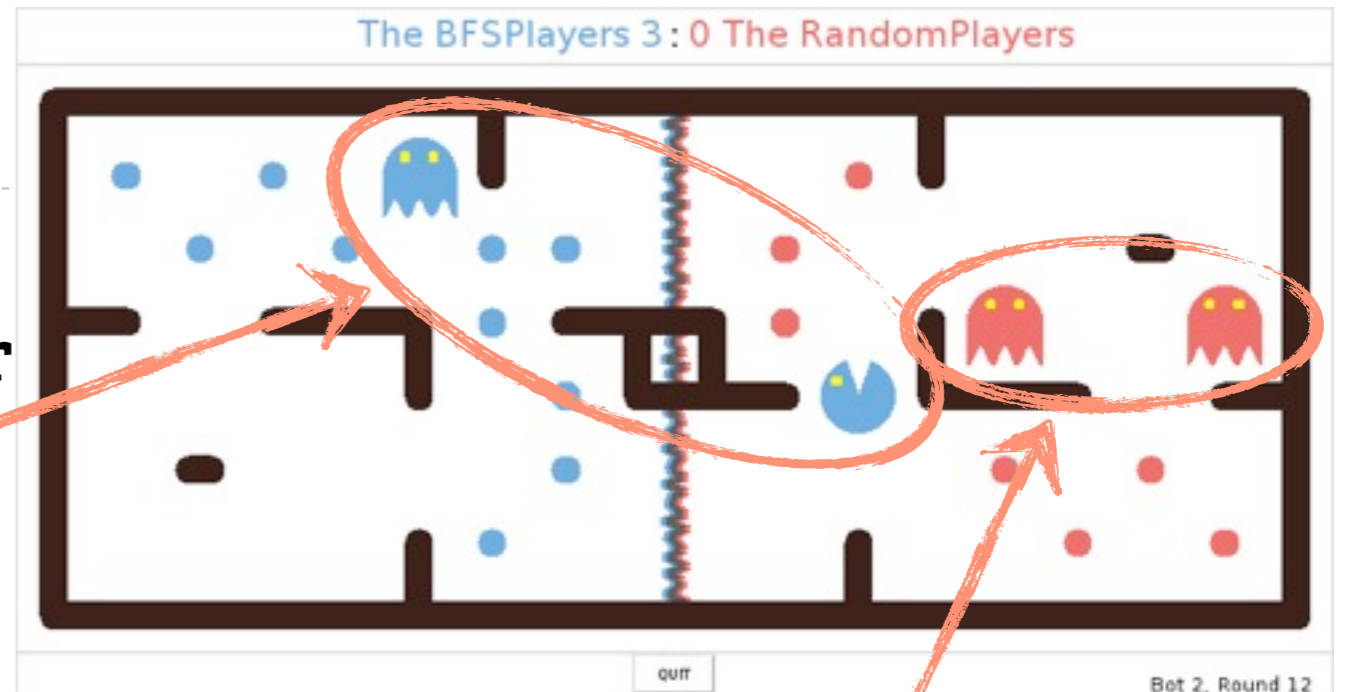 The BFSPlayers 3 : 0 The RandomPlayers
r
QUIT
Bot 2, Round 12